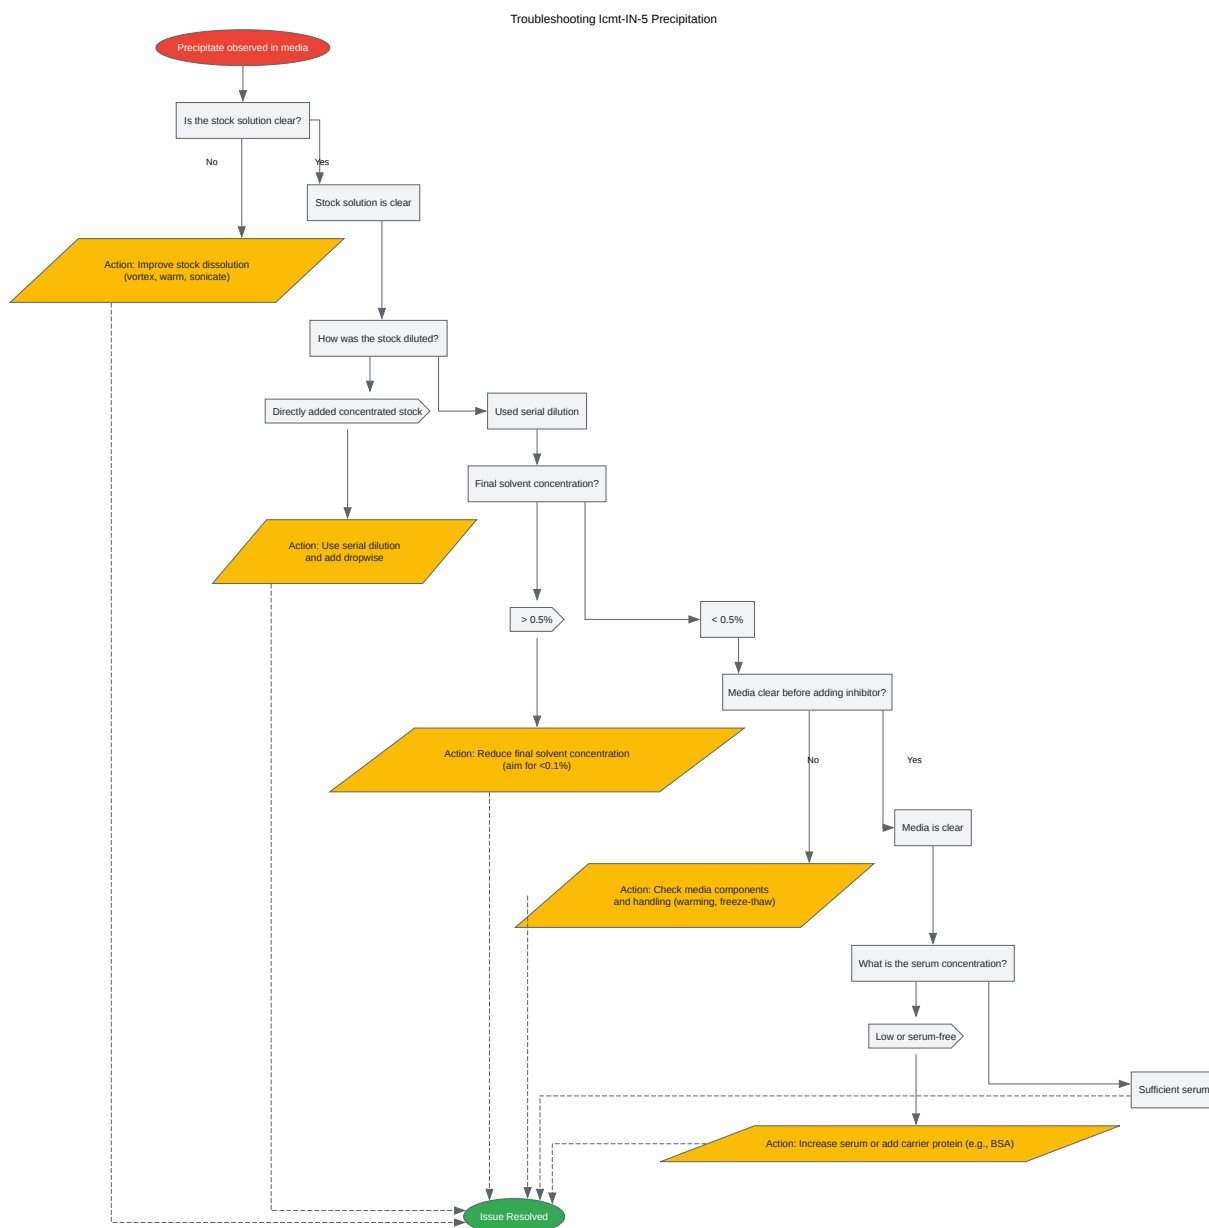 Troubleshooting Icmt-IN-5 Precipitation
Precipitate observed in media
Is the stock solution clear?
No
Yes
Stock solution is clear
Action: Improve stock dissolution
(vortex, warm, sonicate)
How was the stock diluted?
Directly added concentrated stock
Used serial dilution
Final solvent concentration?
Action: Use serial dilution
and add dropwise
> 0.5%
< 0.5%
Media clear before adding inhibitor?
Action: Reduce final solvent concentration
(aim for <0.1%)
No
Yes
Media is clear
Action: Check media components
and handling (warming, freeze-thaw)
What is the serum concentration?
Low or serum-free
Sufficient serum
Action: Increase serum or add carrier protein (e.g., BSA)
Issue Resolved